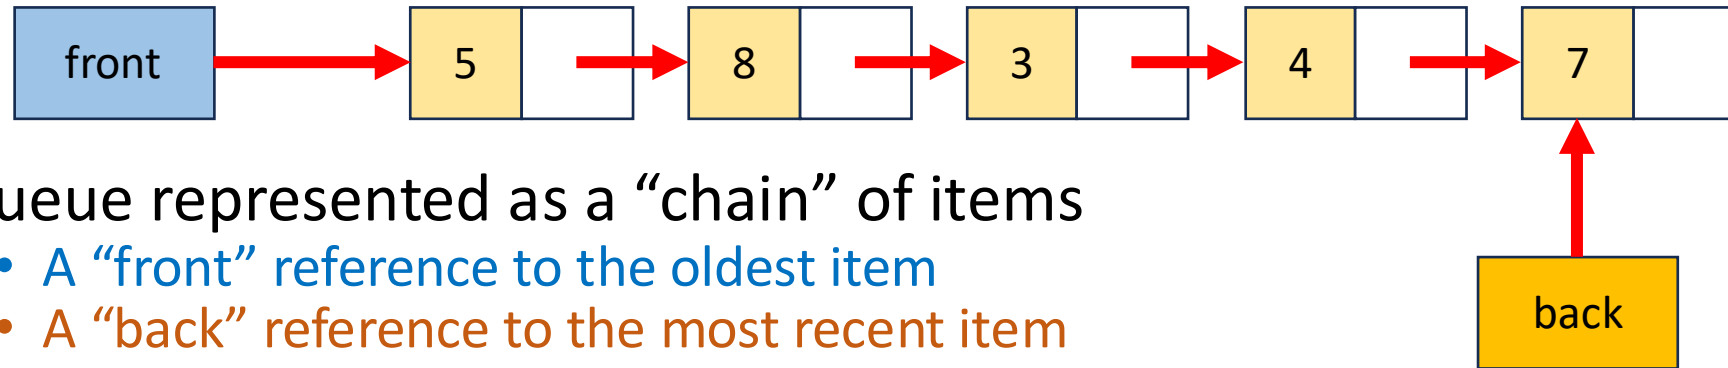 front 5 8 3 4 7
ueue represented as a “chain” of items
• A “front” reference to the oldest item
• A “back” reference to the most recent item
back